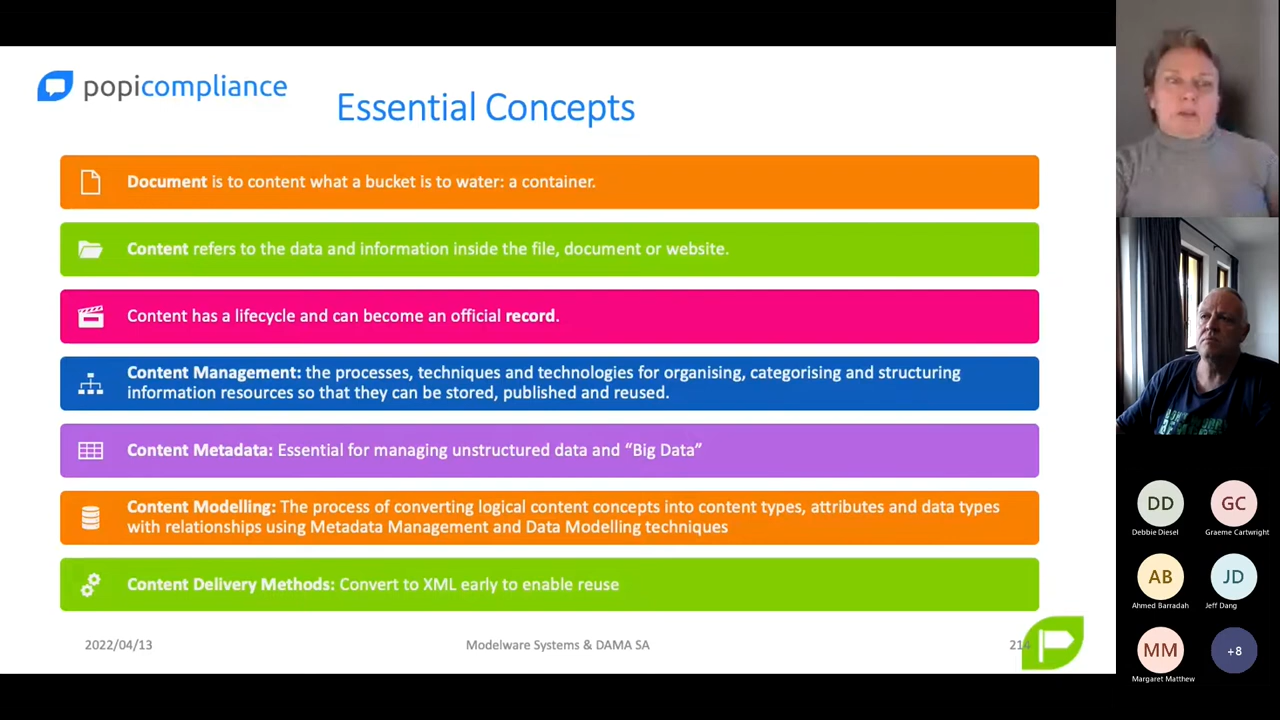 popicompliance
Essential Concepts
Document is to content what a bucket is to water: a container.
Content refers to the data and information inside the file, document or website.
Content has a lifecycle and can become an official record.
Content Management: the processes, techniques and technologies for organising, categorising and structuring
information resources so that they can be stored, published and reused.
Content Metadata: Essential for managing unstructured data and “Big Data”
Content Modelling: The process of converting logical content concepts into content types, attributes and data types
with relationships using Metadata Management and Data Modelling techniques
Content Delivery Methods: Convert to XML early to enable reuse
2022/04/13
Modelware Systems & DAMA SA
214
DD
GC
Debbie Diesel
Graeme Cartwright
AB
JD
Ahmed Barradah
Jeff Dang
MM
+8
Margaret Matthew